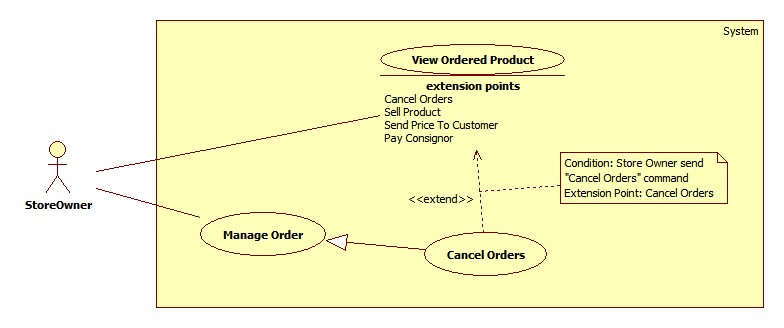 System
View Ordered Product
extension points
Cancel Orders
Sell Product
Send Price To Customer
Pay Consignor
Condition: Store Owner send
"Cancel Orders" command
Extension Point: Cancel Orders
<<extend>>
StoreOwner
Manage Order
Cancel Orders